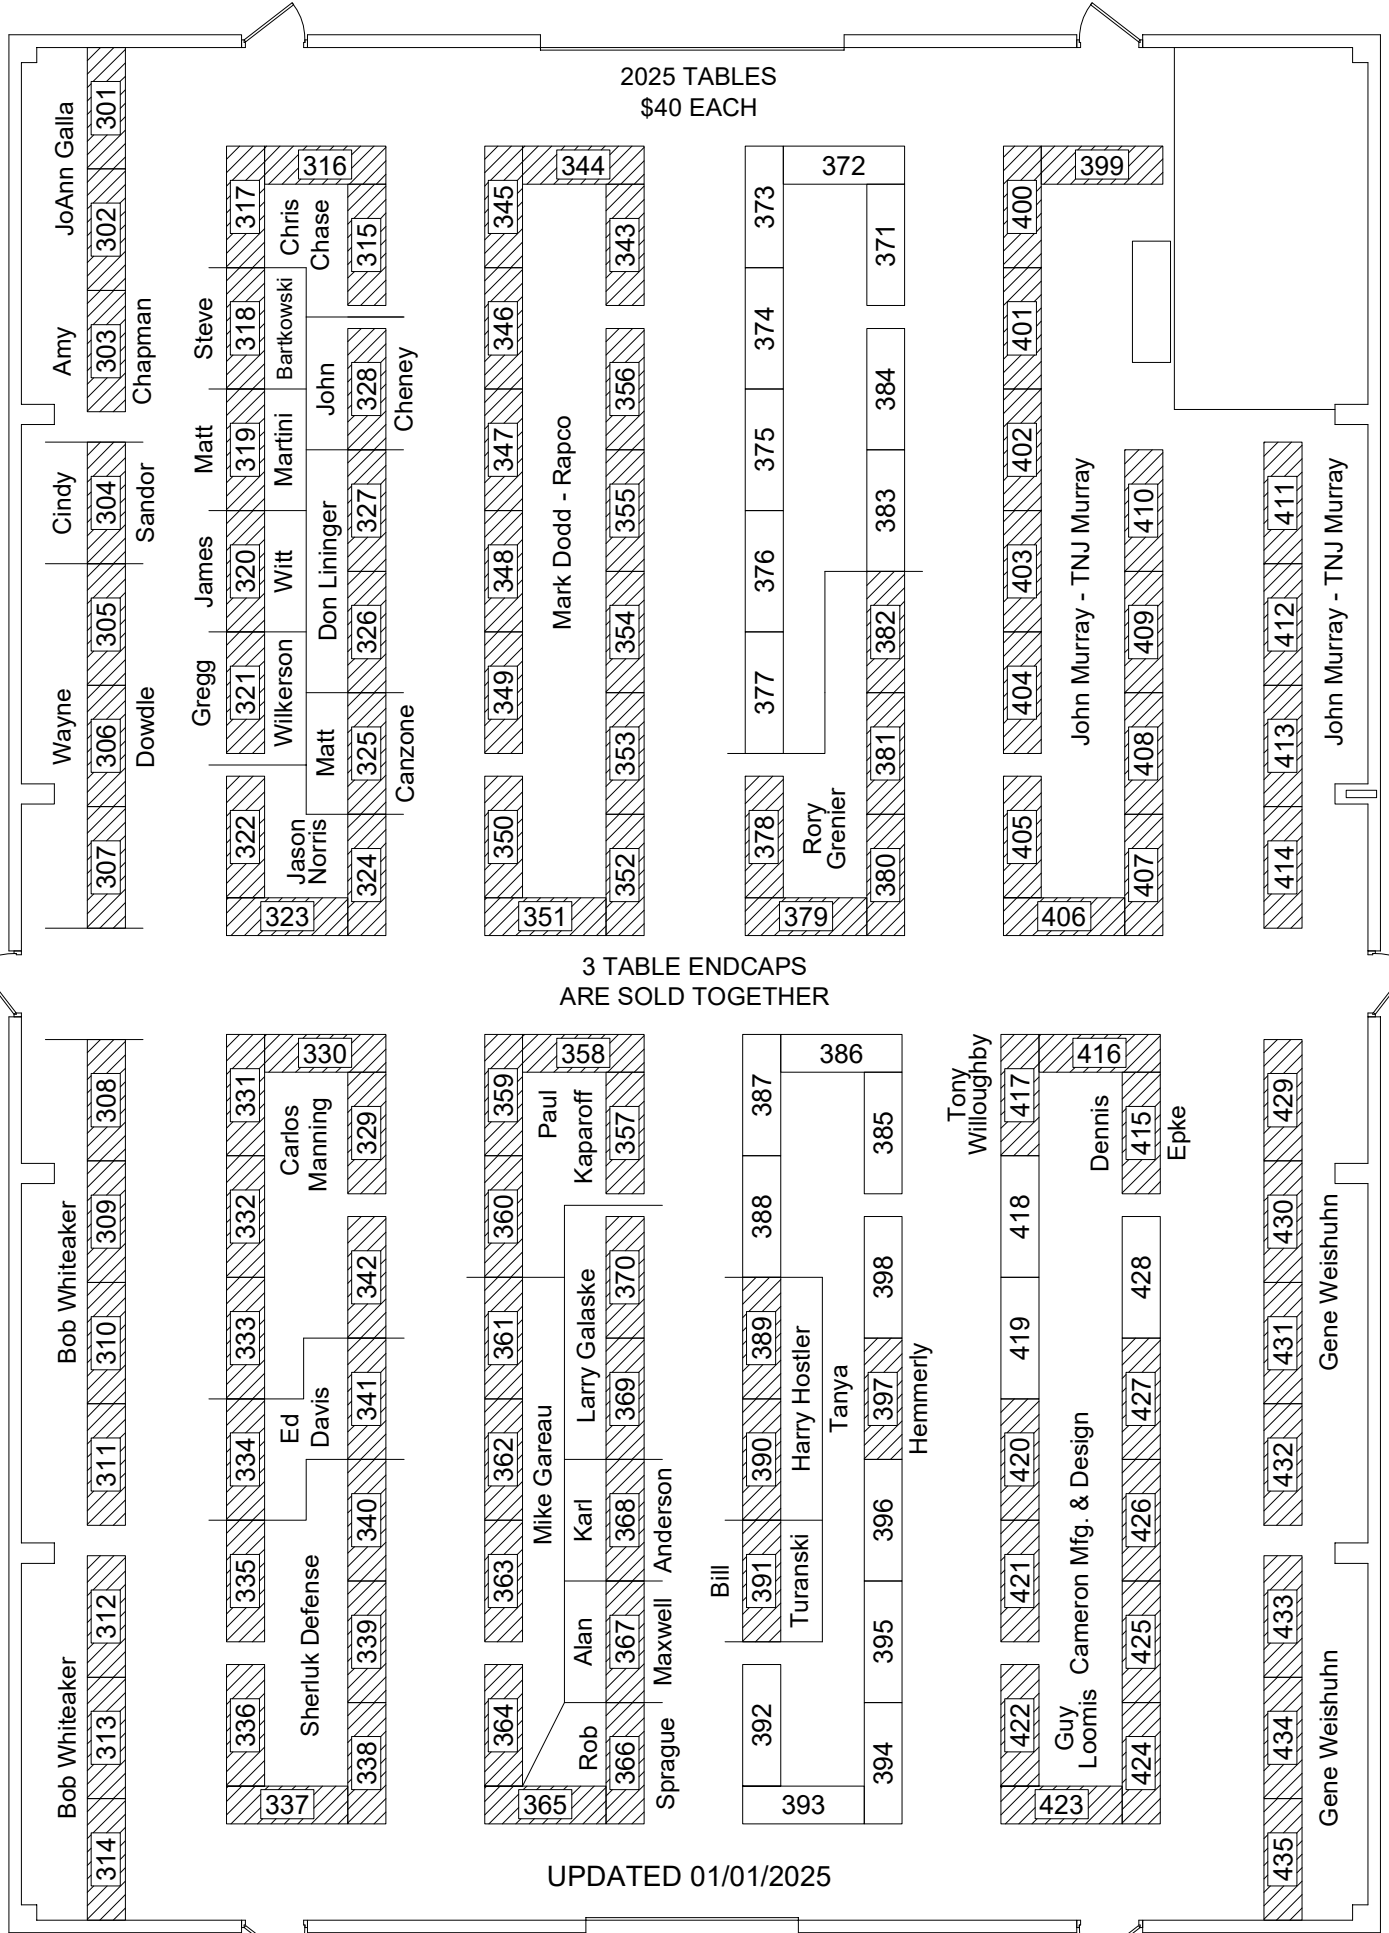 2025 TABLES
$40 EACH
JoAnn Galla
301
302
Amy
303
Chapman
Cindy
304
Sandor
Wayne
305
306
Dowdle
307
316
317
Chris
Chase
315
Steve
318
Bartkowski
John
328
Cheney
Matt
319
Martini
James
320
Witt
Don Lininger
327
326
Gregg
321
Wilkerson
Matt
325
Canzone
322
Jason
Norris
324
323
344
345
343
346
356
347
Mark Dodd - Rapco
355
348
354
349
353
350
352
351
372
373
371
374
384
375
383
376
382
377
381
378
Rory
Grenier
380
379
399
400
401
402
403
404
405
John Murray - TNJ Murray
410
409
408
407
406
411
412
413
414
John Murray - TNJ Murray
3 TABLE ENDCAPS
ARE SOLD TOGETHER
308
Bob Whiteaker
309
310
311
Bob Whiteaker
312
313
314
330
331
Carlos
Manning
329
332
342
333
Ed
Davis
341
334
340
335
Sherluk Defense
339
336
338
337
358
359
Paul
Kaparoff
357
360
370
361
Larry Galaske
369
362
Mike Gareau
Karl
368
Anderson
363
Alan
367
Maxwell
364
Rob
366
Sprague
365
386
387
385
388
398
389
Harry Hostler
390
Tanya
397
Hemmerly
Bill
391
Turanski
396
395
392
394
393
Tony
Willoughby
417
416
Dennis
415
Epke
418
428
419
427
420
Cameron Mfg. & Design
426
421
425
422
Guy
Loomis
424
423
429
430
Gene Weishuhn
431
432
433
434
Gene Weishuhn
435
UPDATED 01/01/2025